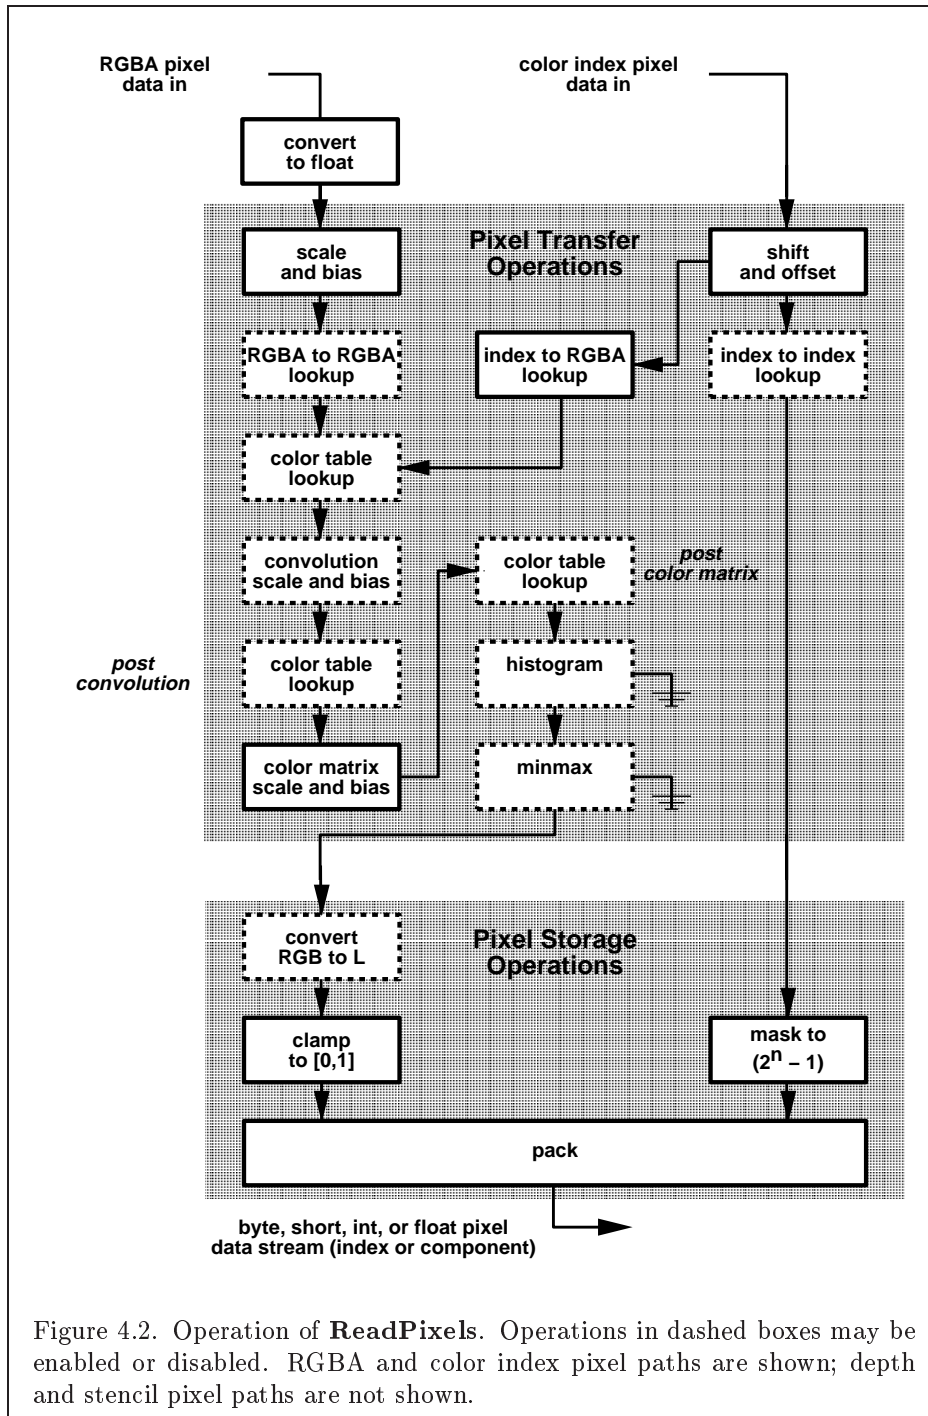 RGBA pixel
data in
color index pixel
data in
convert
to float
Pixel Transfer
Operations
scale
and bias
shift
and offset
RGBA to RGBA
lookup
index to RGBA
lookup
index to index
lookup
color table
lookup
convolution
scale and bias
color table
lookup
post
color matrix
post
convolution
color table
lookup
histogram
color matrix
scale and bias
minmax
convert
RGB to L
Pixel Storage
Operations
clamp
to [0,1]
mask to
(2^n – 1)
pack
byte, short, int, or float pixel
data stream (index or component)
Figure 4.2. Operation of ReadPixels. Operations in dashed boxes may be
enabled or disabled. RGBA and color index pixel paths are shown; depth
and stencil pixel paths are not shown.